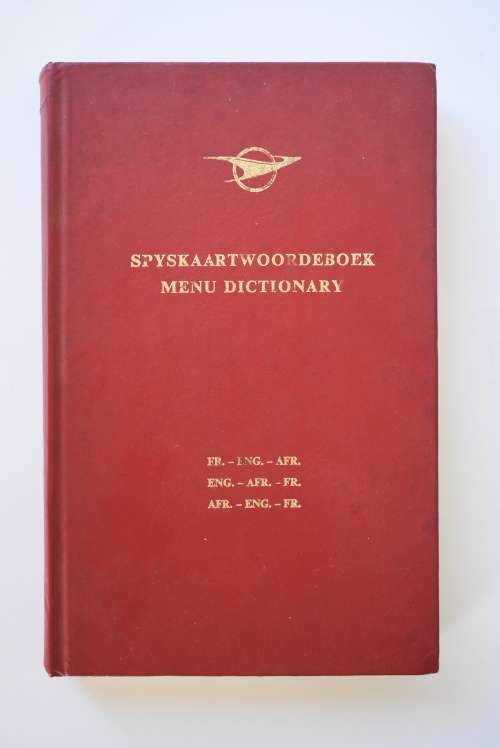 SPYSKAARTWOORDEBOEK
MENU DICTIONARY
FR. – ENG. – AFR.
ENG. – AFR. – FR.
AFR. – ENG. – FR.